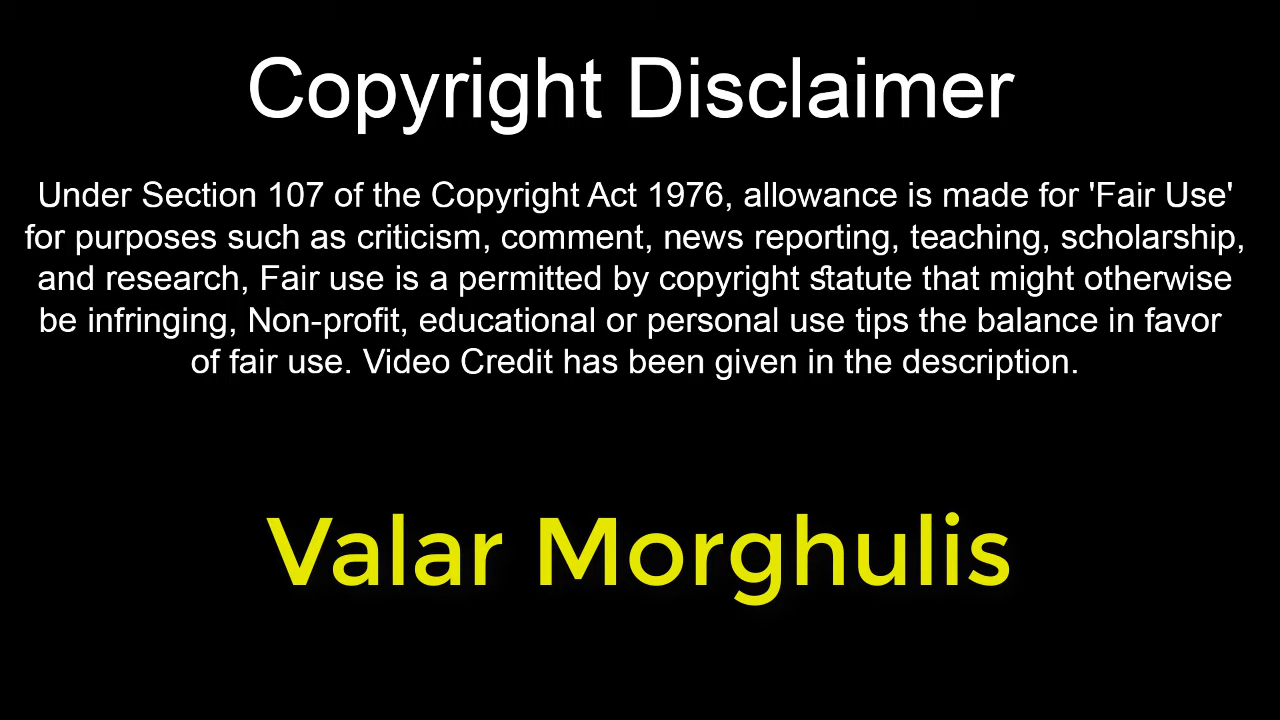 Copyright Disclaimer
Under Section 107 of the Copyright Act 1976, allowance is made for 'Fair Use'
for purposes such as criticism, comment, news reporting, teaching, scholarship,
and research, Fair use is a permitted by copyright statute that might otherwise
be infringing, Non-profit, educational or personal use tips the balance in favor
of fair use. Video Credit has been given in the description.
Valar Morghulis